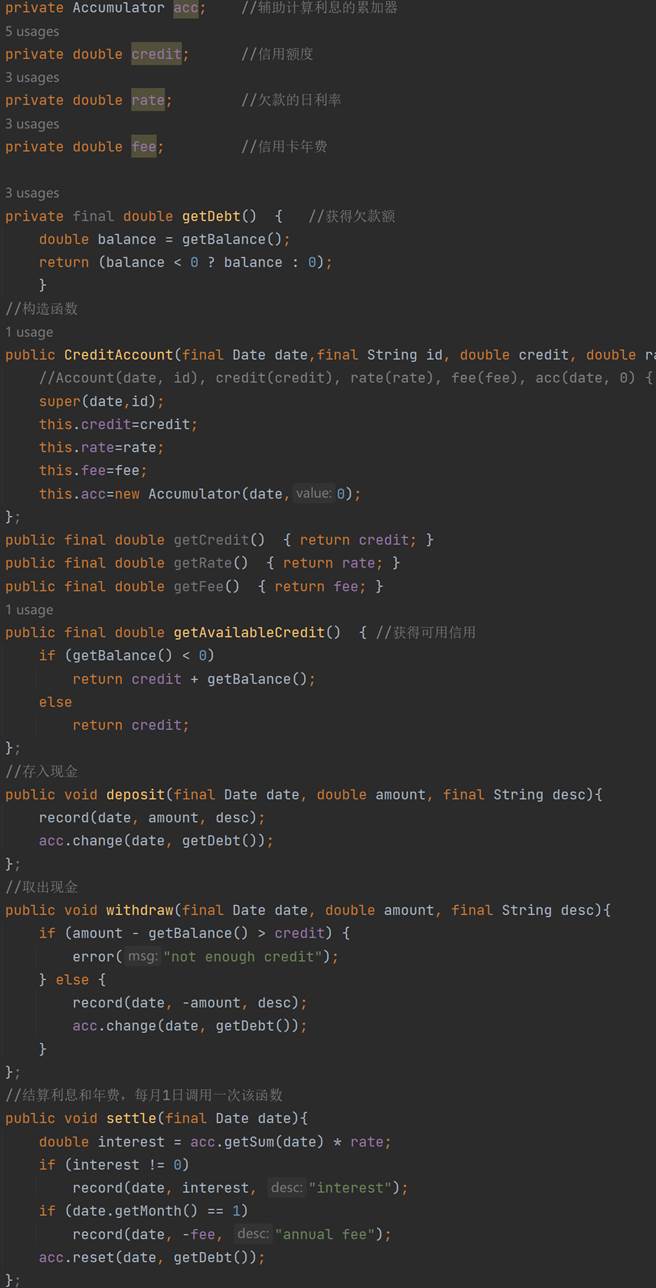 private Accumulator acc;    //辅助计算利息的累加器
5 usages
private double credit;      //信用额度
3 usages
private double rate;        //欠款的日利率
3 usages
private double fee;         //信用卡年费
3 usages
private final double getDebt()  {   //获得欠款额
    double balance = getBalance();
    return (balance < 0 ? balance : 0);
    }
//构造函数
1 usage
public CreditAccount(final Date date,final String id, double credit, double ra
    //Account(date, id), credit(credit), rate(rate), fee(fee), acc(date, 0) {
    super(date,id);
    this.credit=credit;
    this.rate=rate;
    this.fee=fee;
    this.acc=new Accumulator(date, value: 0);
};
public final double getCredit()  { return credit; }
public final double getRate()  { return rate; }
public final double getFee()  { return fee; }
1 usage
public final double getAvailableCredit()  { //获得可用信用
    if (getBalance() < 0)
        return credit + getBalance();
    else
        return credit;
};
//存入现金
public void deposit(final Date date, double amount, final String desc){
    record(date, amount, desc);
    acc.change(date, getDebt());
};
//取出现金
public void withdraw(final Date date, double amount, final String desc){
    if (amount - getBalance() > credit) {
        error( msg: "not enough credit");
    } else {
        record(date, -amount, desc);
        acc.change(date, getDebt());
    }
};
//结算利息和年费，每月1日调用一次该函数
public void settle(final Date date){
    double interest = acc.getSum(date) * rate;
    if (interest != 0)
        record(date, interest, desc: "interest");
    if (date.getMonth() == 1)
        record(date, -fee, desc: "annual fee");
    acc.reset(date, getDebt());
};